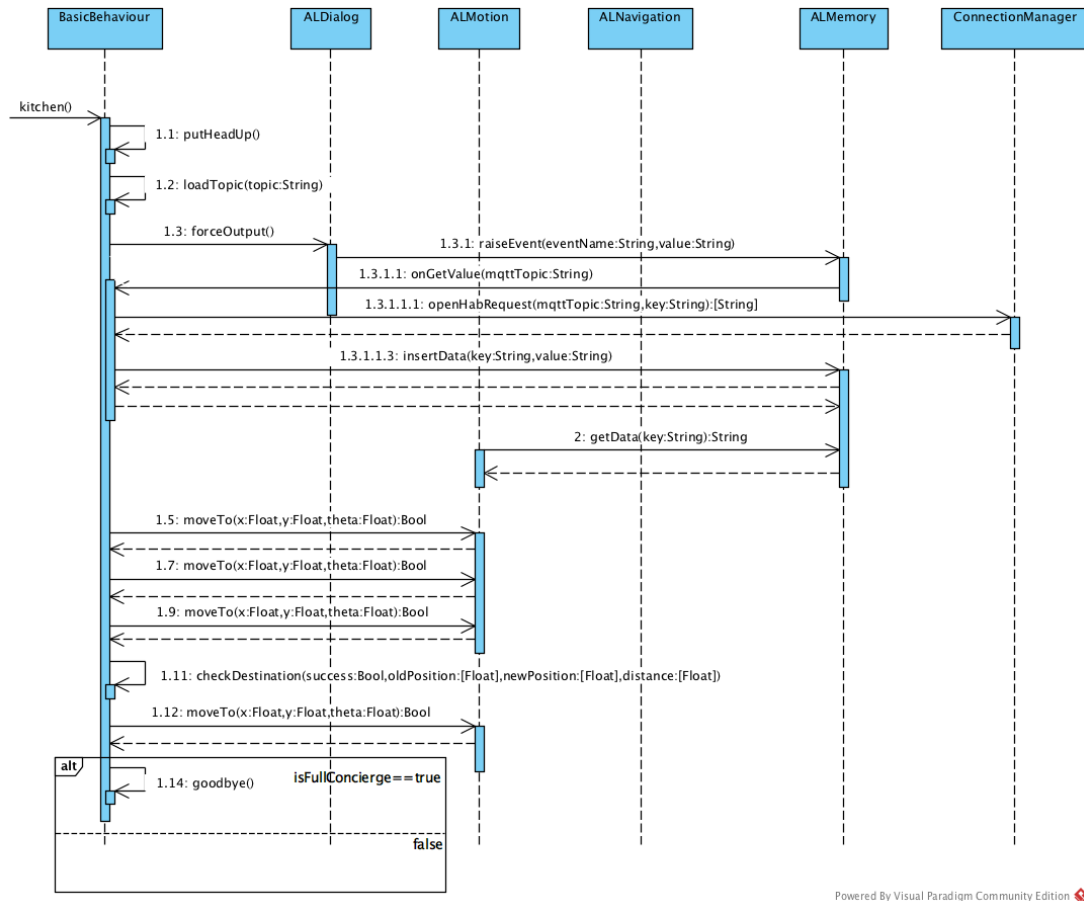 BasicBehaviour
ALDialog
ALMotion
ALNavigation
ALMemory
ConnectionManager
kitchen()
1.1: putHeadUp()
1.2: loadTopic(topic:String)
1.3: forceOutput()
1.3.1: raiseEvent(eventName:String,value:String)
1.3.1.1: onGetValue(mqttTopic:String)
1.3.1.1.1: openHabRequest(mqttTopic:String,key:String):[String]
1.3.1.1.3: insertData(key:String,value:String)
2: getData(key:String):String
1.5: moveTo(x:Float,y:Float,theta:Float):Bool
1.7: moveTo(x:Float,y:Float,theta:Float):Bool
1.9: moveTo(x:Float,y:Float,theta:Float):Bool
1.11: checkDestination(success:Bool,oldPosition:[Float],newPosition:[Float],distance:[Float])
1.12: moveTo(x:Float,y:Float,theta:Float):Bool
alt
isFullConcierge==true
1.14: goodbye()
false
Powered By Visual Paradigm Community Edition